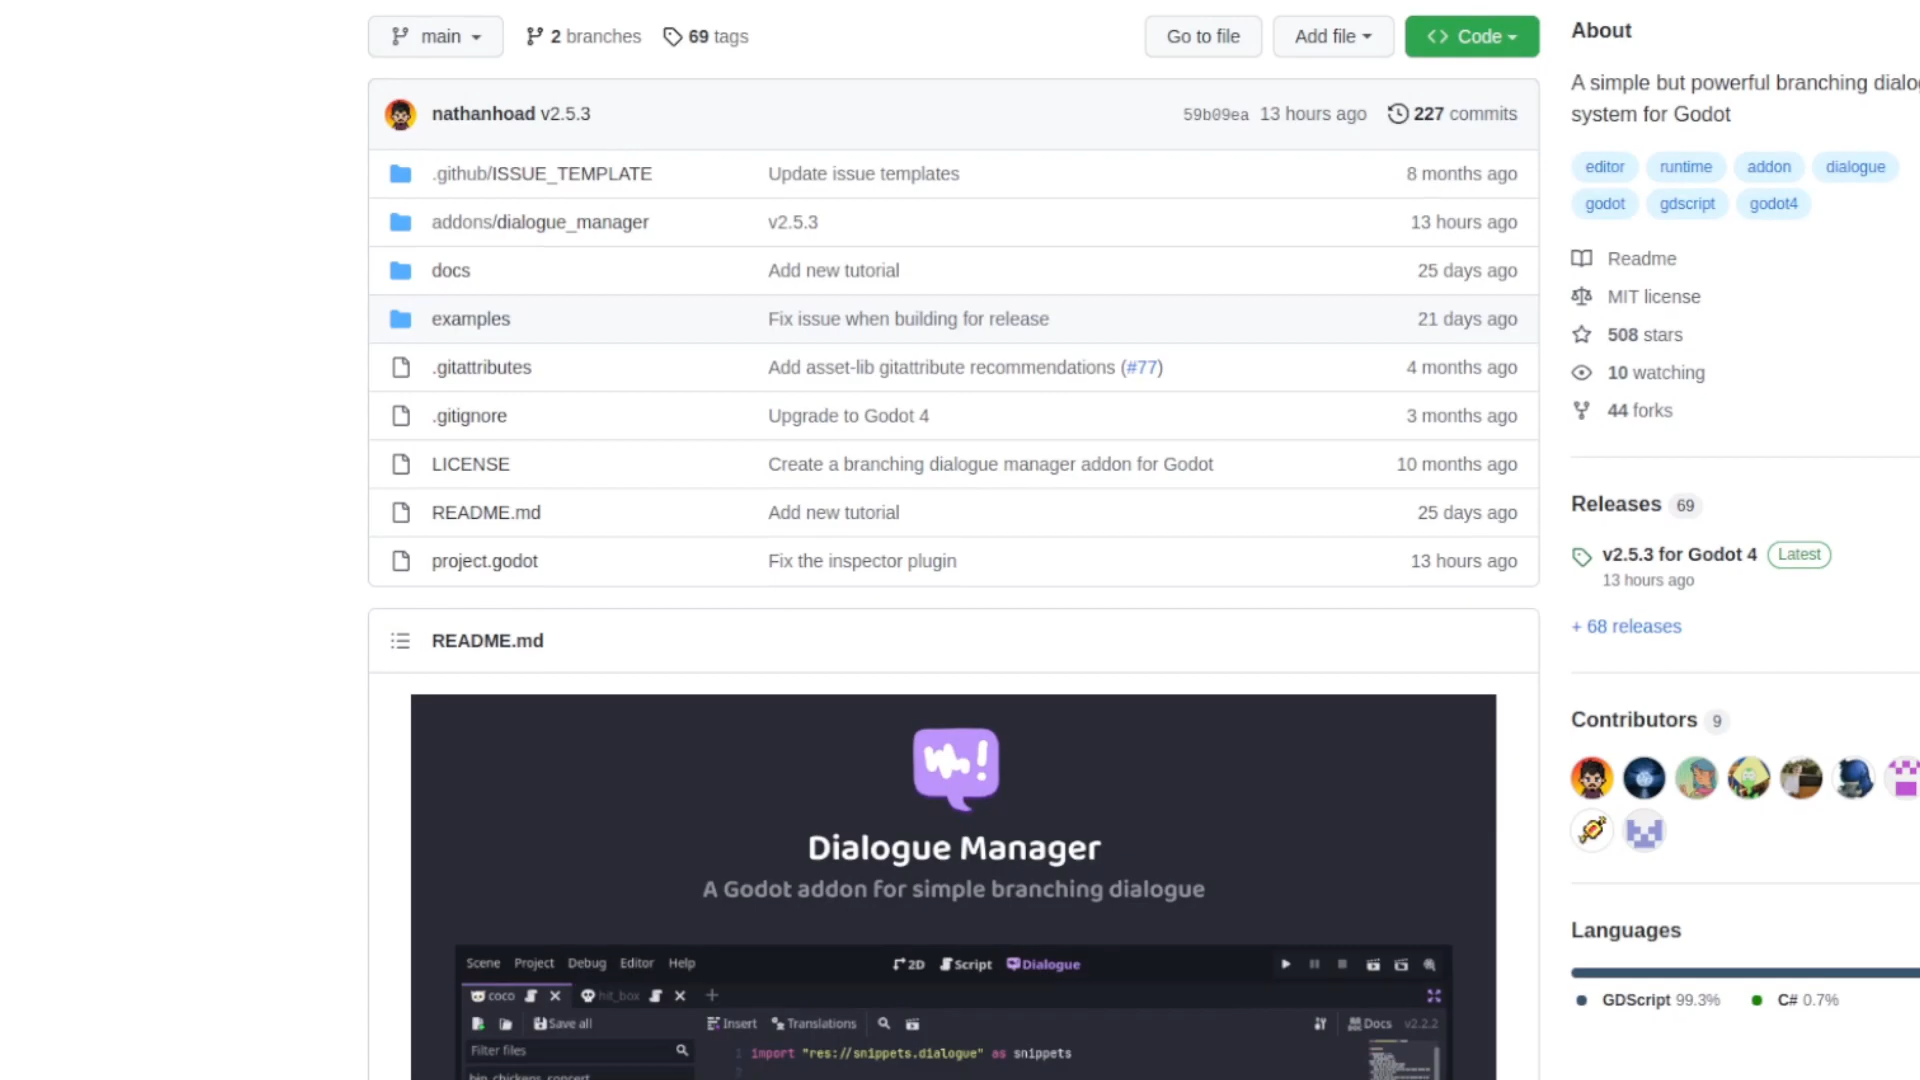 main
2 branches
69 tags
Go to file
Add file
Code
nathanhoad v2.5.3
59b09ea 13 hours ago
227 commits
.github/ISSUE_TEMPLATE
Update issue templates
8 months ago
addons/dialogue_manager
v2.5.3
13 hours ago
docs
Add new tutorial
25 days ago
examples
Fix issue when building for release
21 days ago
.gitattributes
Add asset-lib gitattribute recommendations (#77)
4 months ago
.gitignore
Upgrade to Godot 4
3 months ago
LICENSE
Create a branching dialogue manager addon for Godot
10 months ago
README.md
Add new tutorial
25 days ago
project.godot
Fix the inspector plugin
13 hours ago
README.md
Dialogue Manager
A Godot addon for simple branching dialogue
Scene Project Debug Editor Help
2D Script Dialogue
coco
hit_box
Save all
Insert Translations
Docs v2.2.2
Filter files
1 import "res://snippets.dialogue" as snippets
2
bin_chickens_concert
About
A simple but powerful branching dialo
system for Godot
editor runtime addon dialogue
godot gdscript godot4
Readme
MIT license
508 stars
10 watching
44 forks
Releases 69
v2.5.3 for Godot 4 Latest
13 hours ago
+ 68 releases
Contributors 9
Languages
GDScript 99.3% C# 0.7%